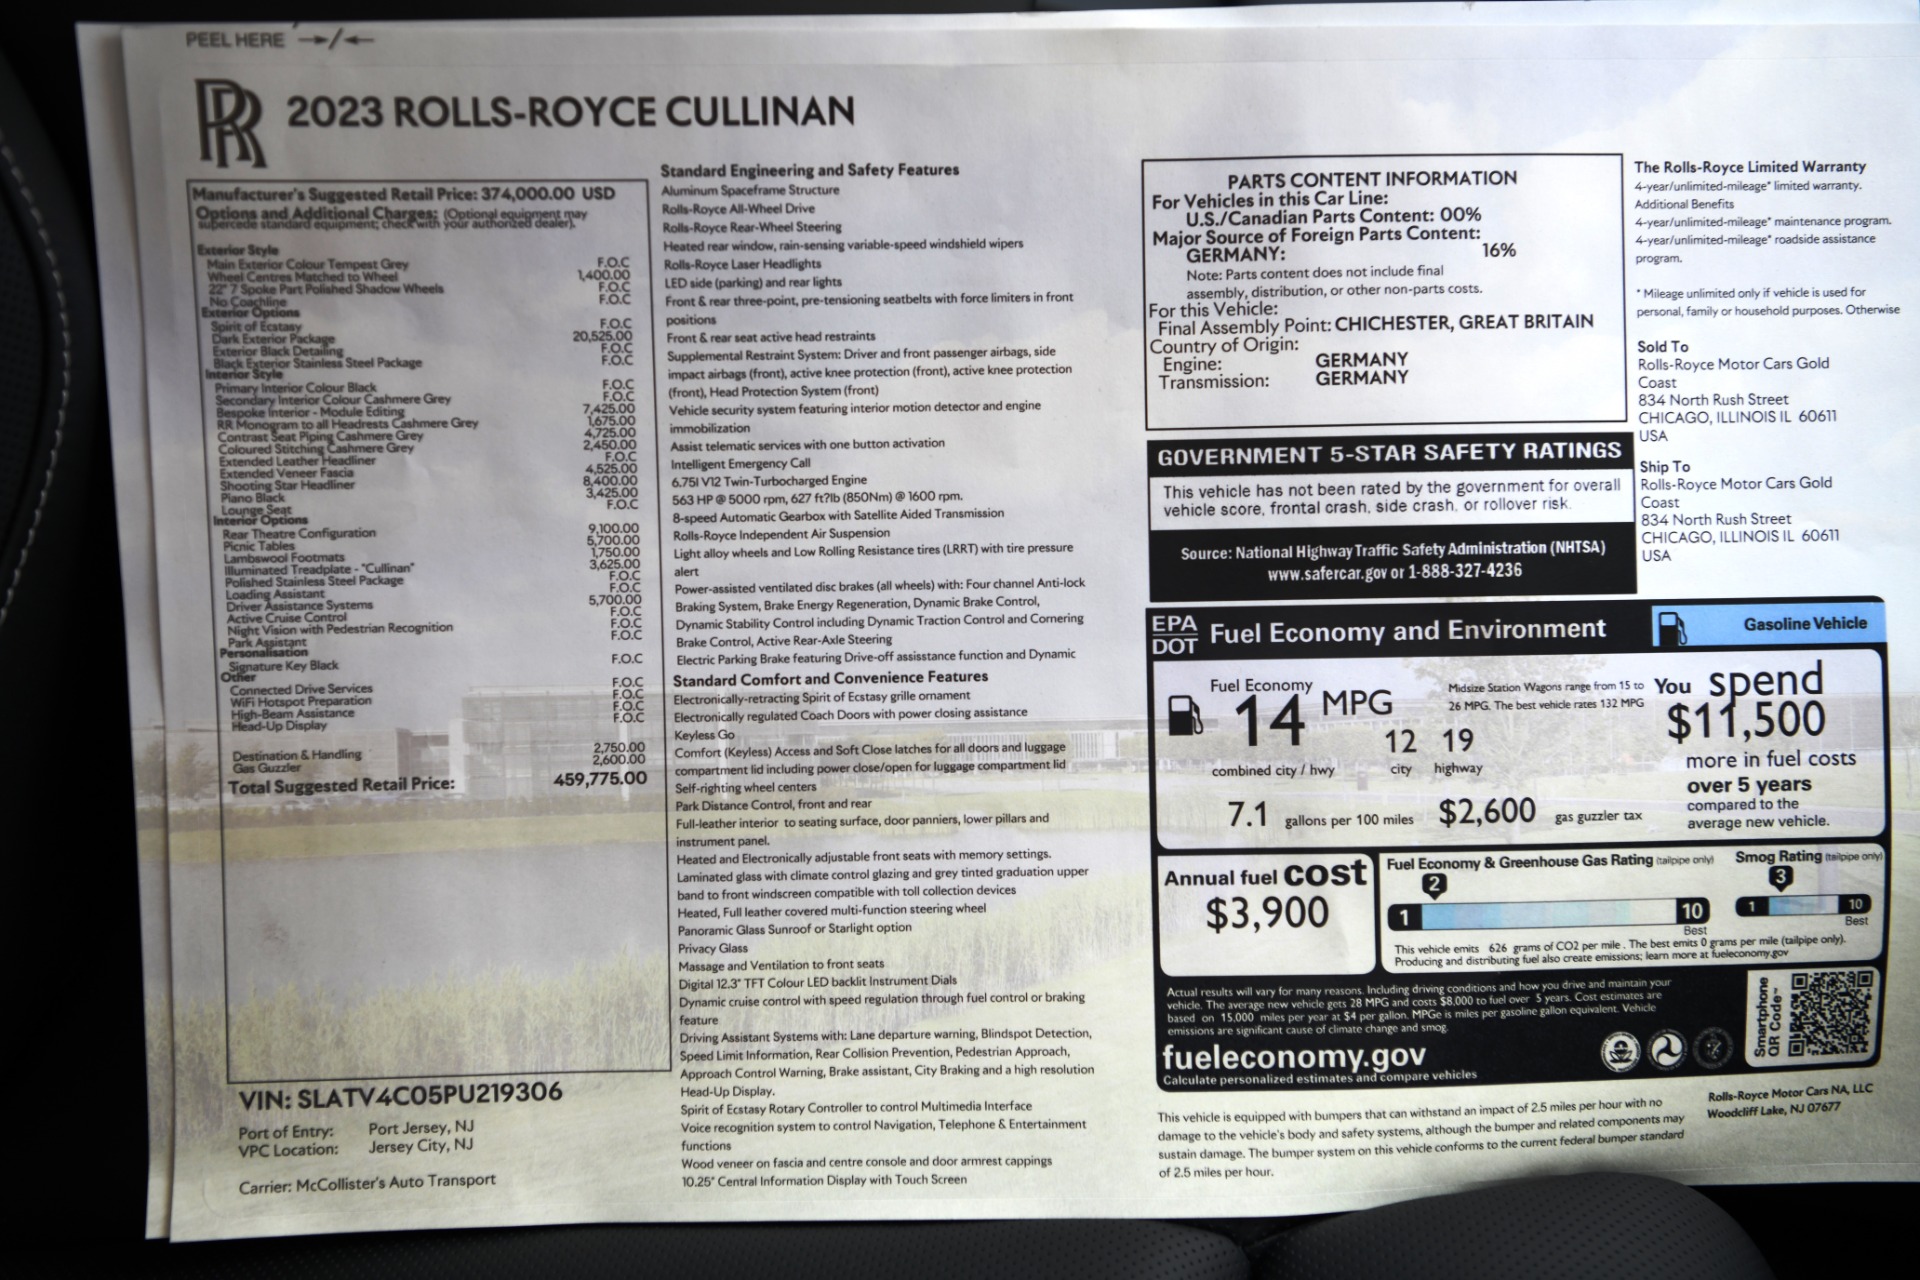 PEEL HERE →/←
RR
2023 ROLLS-ROYCE CULLINAN
Manufacturer's Suggested Retail Price: 374,000.00 USD
Options and Additional Charges: (Optional equipment may
supercede standard equipment; check with your authorized dealer).
Exterior Style
Main Exterior Colour Tempest Grey F.O.C
Wheel Centres Matched to Wheel 1,400.00
22" 7 Spoke Part Polished Shadow Wheels F.O.C
No Coachline F.O.C
Exterior Options
Spirit of Ecstasy F.O.C
Dark Exterior Package 20,525.00
Exterior Black Detailing F.O.C
Black Exterior Stainless Steel Package F.O.C
Interior Style
Primary Interior Colour Black F.O.C
Secondary Interior Colour Cashmere Grey F.O.C
Bespoke Interior - Module Editing 7,425.00
RR Monogram to all Headrests Cashmere Grey 1,675.00
Contrast Seat Piping Cashmere Grey 4,725.00
Coloured Stitching Cashmere Grey 2,450.00
Extended Leather Headliner F.O.C
Extended Veneer Fascia 4,525.00
Shooting Star Headliner 8,400.00
Piano Black 3,425.00
Lounge Seat F.O.C
Interior Options
Rear Theatre Configuration 9,100.00
Picnic Tables 5,700.00
Lambswool Footmats 1,750.00
Illuminated Treadplate - "Cullinan" 3,625.00
Polished Stainless Steel Package F.O.C
Loading Assistant F.O.C
Driver Assistance Systems 5,700.00
Active Cruise Control F.O.C
Night Vision with Pedestrian Recognition F.O.C
Park Assistant F.O.C
Personalisation
Signature Key Black F.O.C
Other
Connected Drive Services F.O.C
WiFi Hotspot Preparation F.O.C
High-Beam Assistance F.O.C
Head-Up Display F.O.C
Destination & Handling 2,750.00
Gas Guzzler 2,600.00
Total Suggested Retail Price: 459,775.00
VIN: SLATV4C05PU219306
Port of Entry: Port Jersey, NJ
VPC Location: Jersey City, NJ
Carrier: McCollister's Auto Transport
Standard Engineering and Safety Features
Aluminum Spaceframe Structure
Rolls-Royce All-Wheel Drive
Rolls-Royce Rear-Wheel Steering
Heated rear window, rain-sensing variable-speed windshield wipers
Rolls-Royce Laser Headlights
LED side (parking) and rear lights
Front & rear three-point, pre-tensioning seatbelts with force limiters in front
positions
Front & rear seat active head restraints
Supplemental Restraint System: Driver and front passenger airbags, side
impact airbags (front), active knee protection (front), active knee protection
(front), Head Protection System (front)
Vehicle security system featuring interior motion detector and engine
immobilization
Assist telematic services with one button activation
Intelligent Emergency Call
6.75l V12 Twin-Turbocharged Engine
563 HP @ 5000 rpm, 627 ft?lb (850Nm) @ 1600 rpm.
8-speed Automatic Gearbox with Satellite Aided Transmission
Rolls-Royce Independent Air Suspension
Light alloy wheels and Low Rolling Resistance tires (LRRT) with tire pressure
alert
Power-assisted ventilated disc brakes (all wheels) with: Four channel Anti-lock
Braking System, Brake Energy Regeneration, Dynamic Brake Control,
Dynamic Stability Control including Dynamic Traction Control and Cornering
Brake Control, Active Rear-Axle Steering
Electric Parking Brake featuring Drive-off assisstance function and Dynamic
Standard Comfort and Convenience Features
Electronically-retracting Spirit of Ecstasy grille ornament
Electronically regulated Coach Doors with power closing assistance
Keyless Go
Comfort (Keyless) Access and Soft Close latches for all doors and luggage
compartment lid including power close/open for luggage compartment lid
Self-righting wheel centers
Park Distance Control, front and rear
Full-leather interior to seating surface, door panniers, lower pillars and
instrument panel.
Heated and Electronically adjustable front seats with memory settings.
Laminated glass with climate control glazing and grey tinted graduation upper
band to front windscreen compatible with toll collection devices
Heated, Full leather covered multi-function steering wheel
Panoramic Glass Sunroof or Starlight option
Privacy Glass
Massage and Ventilation to front seats
Digital 12.3" TFT Colour LED backlit Instrument Dials
Dynamic cruise control with speed regulation through fuel control or braking
feature
Driving Assistant Systems with: Lane departure warning, Blindspot Detection,
Speed Limit Information, Rear Collision Prevention, Pedestrian Approach,
Approach Control Warning, Brake assistant, City Braking and a high resolution
Head-Up Display.
Spirit of Ecstasy Rotary Controller to control Multimedia Interface
Voice recognition system to control Navigation, Telephone & Entertainment
functions
Wood veneer on fascia and centre console and door armrest cappings
10.25" Central Information Display with Touch Screen
PARTS CONTENT INFORMATION
For Vehicles in this Car Line:
U.S./Canadian Parts Content: 00%
Major Source of Foreign Parts Content:
GERMANY: 16%
Note: Parts content does not include final
assembly, distribution, or other non-parts costs.
For this Vehicle:
Final Assembly Point: CHICHESTER, GREAT BRITAIN
Country of Origin:
Engine: GERMANY
Transmission: GERMANY
GOVERNMENT 5-STAR SAFETY RATINGS
This vehicle has not been rated by the government for overall
vehicle score, frontal crash, side crash, or rollover risk.
Source: National Highway Traffic Safety Administration (NHTSA)
www.safercar.gov or 1-888-327-4236
The Rolls-Royce Limited Warranty
4-year/unlimited-mileage* limited warranty.
Additional Benefits
4-year/unlimited-mileage* maintenance program.
4-year/unlimited-mileage* roadside assistance
program.
* Mileage unlimited only if vehicle is used for
personal, family or household purposes. Otherwise
Sold To
Rolls-Royce Motor Cars Gold
Coast
834 North Rush Street
CHICAGO, ILLINOIS IL 60611
USA
Ship To
Rolls-Royce Motor Cars Gold
Coast
834 North Rush Street
CHICAGO, ILLINOIS IL 60611
USA
EPA
DOT
Fuel Economy and Environment
Gasoline Vehicle
Fuel Economy
14 MPG
combined city / hwy
12 city
19 highway
Midsize Station Wagons range from 15 to
26 MPG. The best vehicle rates 132 MPG
7.1 gallons per 100 miles
$2,600 gas guzzler tax
You spend
$11,500
more in fuel costs
over 5 years
compared to the
average new vehicle.
Annual fuel cost
$3,900
Fuel Economy & Greenhouse Gas Rating (tailpipe only)
2
1 10
Best
Smog Rating (tailpipe only)
3
1 10
Best
This vehicle emits 626 grams of CO2 per mile . The best emits 0 grams per mile (tailpipe only).
Producing and distributing fuel also create emissions; learn more at fueleconomy.gov
Actual results will vary for many reasons. Including driving conditions and how you drive and maintain your
vehicle. The average new vehicle gets 28 MPG and costs $8,000 to fuel over 5 years. Cost estimates are
based on 15,000 miles per year at $4 per gallon. MPGe is miles per gasoline gallon equivalent. Vehicle
emissions are significant cause of climate change and smog.
fueleconomy.gov
Calculate personalized estimates and compare vehicles
Smartphone
QR Code™
This vehicle is equipped with bumpers that can withstand an impact of 2.5 miles per hour with no
damage to the vehicle's body and safety systems, although the bumper and related components may
sustain damage. The bumper system on this vehicle conforms to the current federal bumper standard
of 2.5 miles per hour.
Rolls-Royce Motor Cars NA, LLC
Woodcliff Lake, NJ 07677